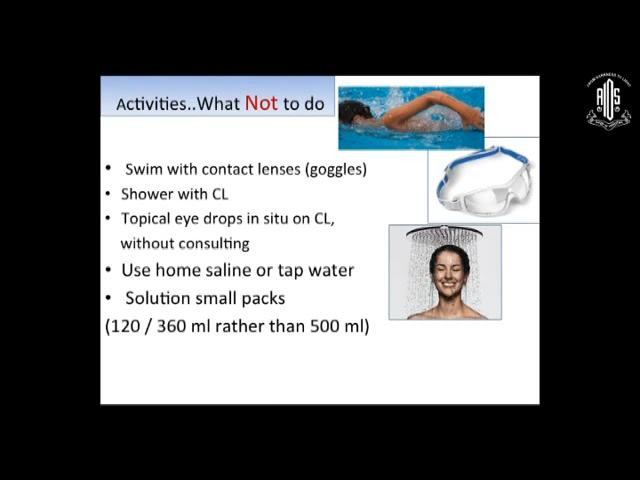 Activities..What Not to do
• Swim with contact lenses (goggles)
• Shower with CL
• Topical eye drops in situ on CL,
without consulting
• Use home saline or tap water
• Solution small packs
(120 / 360 ml rather than 500 ml)
AIOS